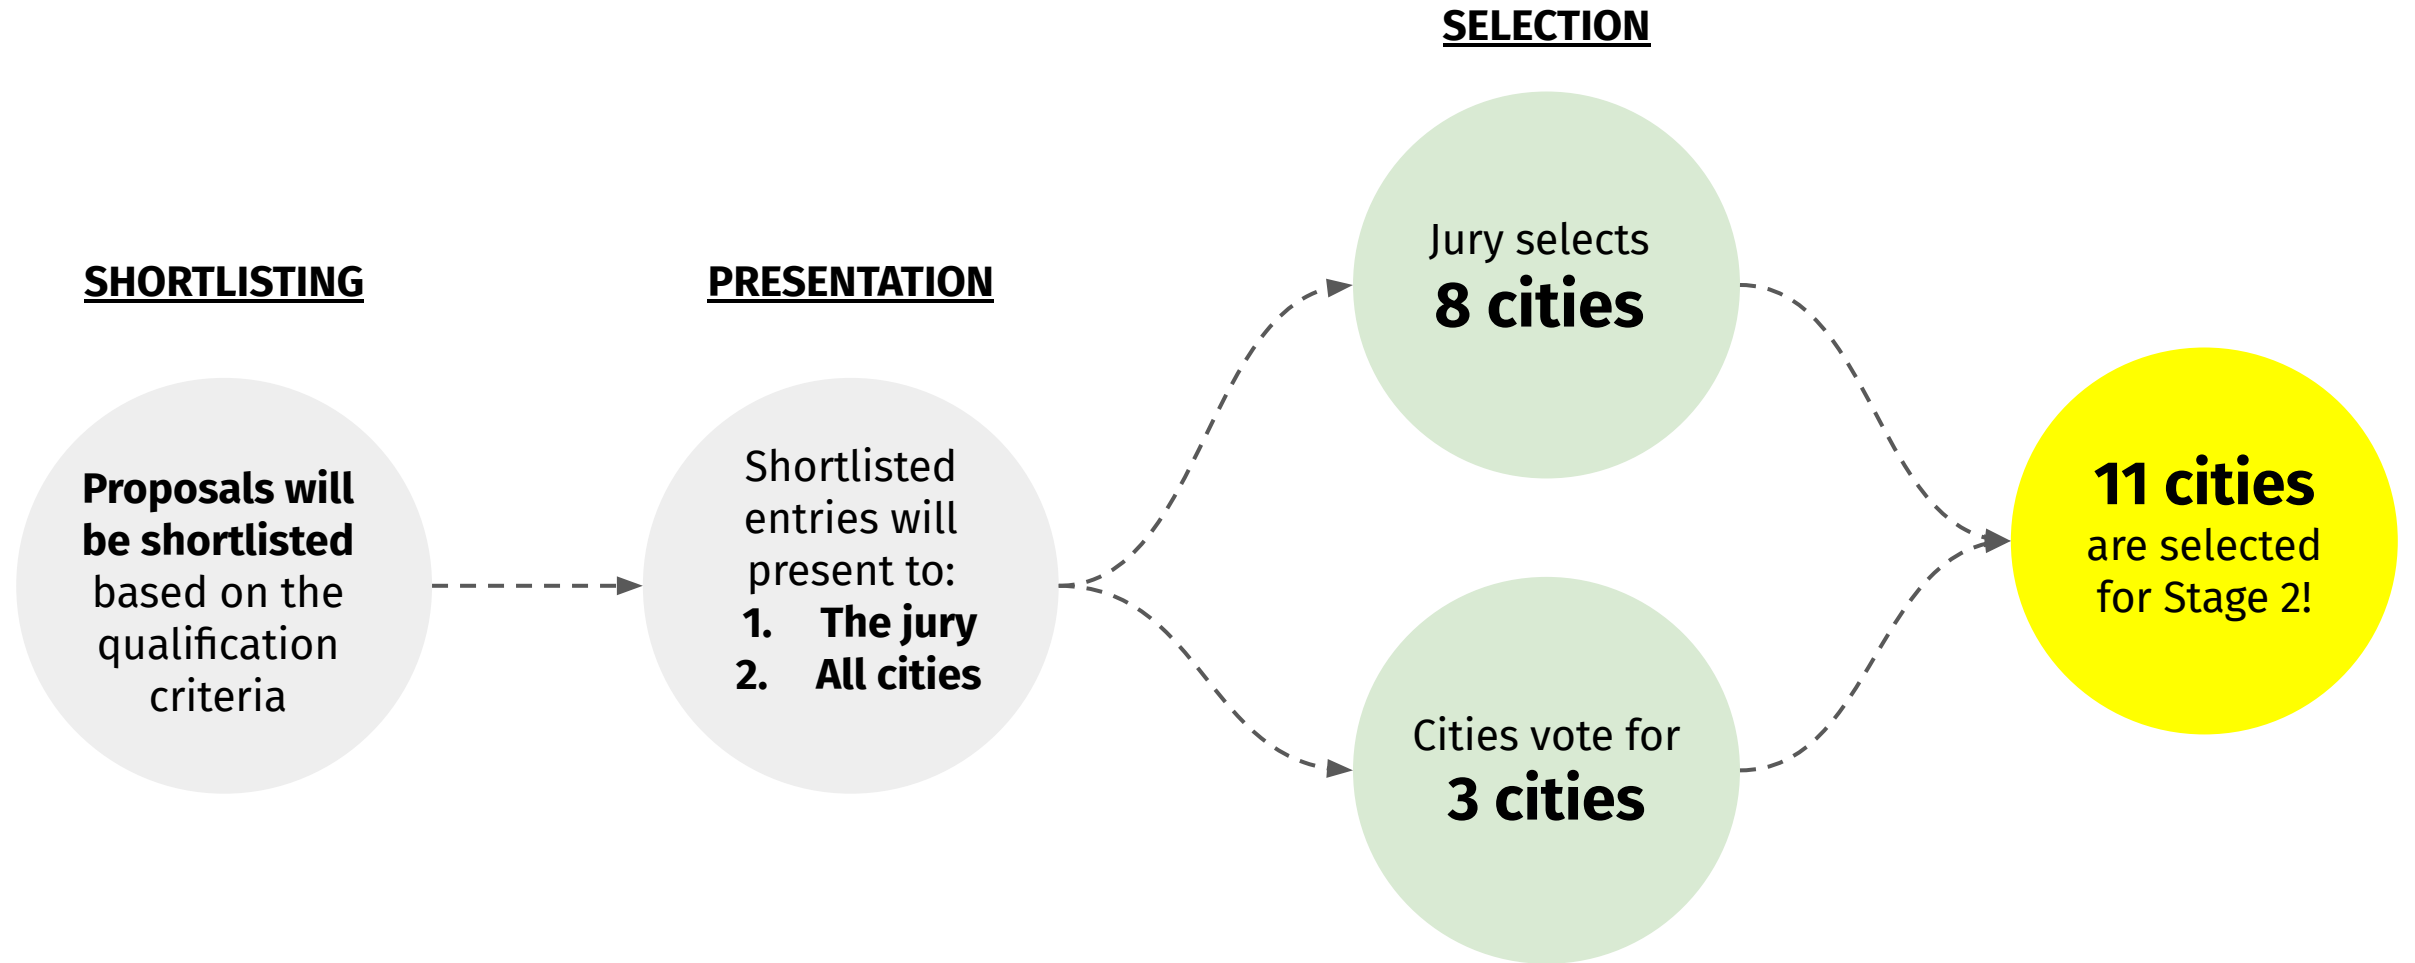 SHORTLISTING
Proposals will
be shortlisted
based on the
qualification
criteria
PRESENTATION
Shortlisted
entries will
present to:
1. The jury
2. All cities
SELECTION
Jury selects
8 cities
Cities vote for
3 cities
11 cities
are selected
for Stage 2!